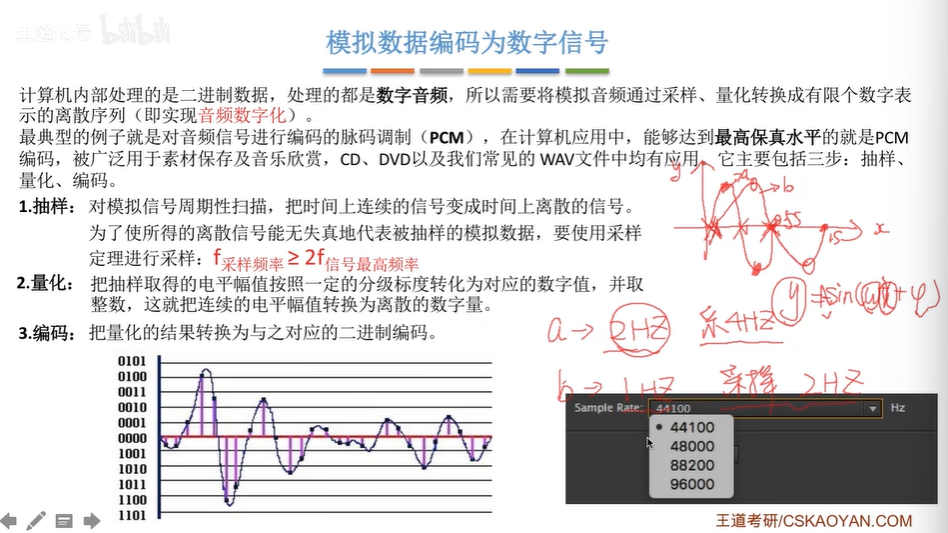 bilibili
模拟数据编码为数字信号
计算机内部处理的是二进制数据，处理的都是数字音频，所以需要将模拟音频通过采样、量化转换成有限个数字表
示的离散序列（即实现音频数字化）。
最典型的例子就是对音频信号进行编码的脉码调制（PCM），在计算机应用中，能够达到最高保真水平的就是PCM
编码，被广泛用于素材保存及音乐欣赏，CD、DVD以及我们常见的 WAV文件中均有应用。它主要包括三步：抽样、
量化、编码。
1.抽样：对模拟信号周期性扫描，把时间上连续的信号变成时间上离散的信号。
为了使所得的离散信号能无失真地代表被抽样的模拟数据，要使用采样
定理进行采样：f采样频率 ≥ 2f信号最高频率
2.量化：把抽样取得的电平幅值按照一定的分级标度转化为对应的数字值，并取
整数，这就把连续的电平幅值转换为离散的数字量。
3.编码：把量化的结果转换为与之对应的二进制编码。
y
a
b
0.5s
1s
x
y=Asin(ωx+φ)
a→2HZ 采4HZ
b→1HZ 采样 2HZ
0101
0100
0011
0010
0001
0000
1001
1010
1011
1100
1101
Sample Rate: 44100 Hz
44100
48000
88200
96000
王道考研/CSKAOYAN.COM